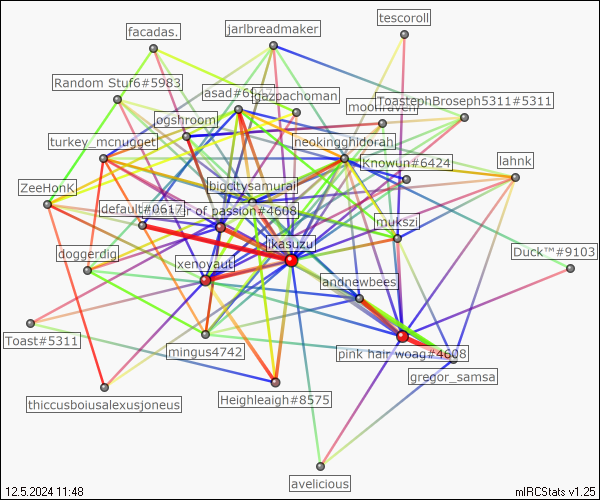 tescoroll
facadas.
jarlbreadmaker
Random Stuf6#5983
asad#69
gazpachoman
moonraven
ToastephBroseph5311#5311
ogshroom
turkey_mcnugget
neokingghidorah
Knowun#6424
lahnk
ZeeHonK
bigcitysamurai
default#0617
r of passion#4608
mukszi
ikasuzu
Duck™#9103
doggerdig
xenoyaut
andnewbees
Toast#5311
mingus4742
pink hair woag#4608
gregor_samsa
thiccusboiusalexusjoneus
Heighleaigh#8575
avelicious
12.5.2024 11:48
mIRCStats v1.25